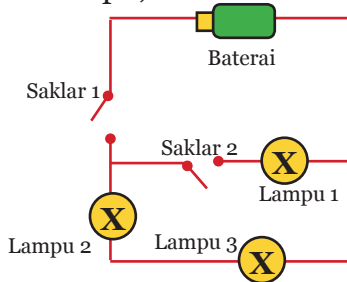 Baterai
Saklar 1
Saklar 2
X
Lampu 1
X
Lampu 2
Lampu 3
X